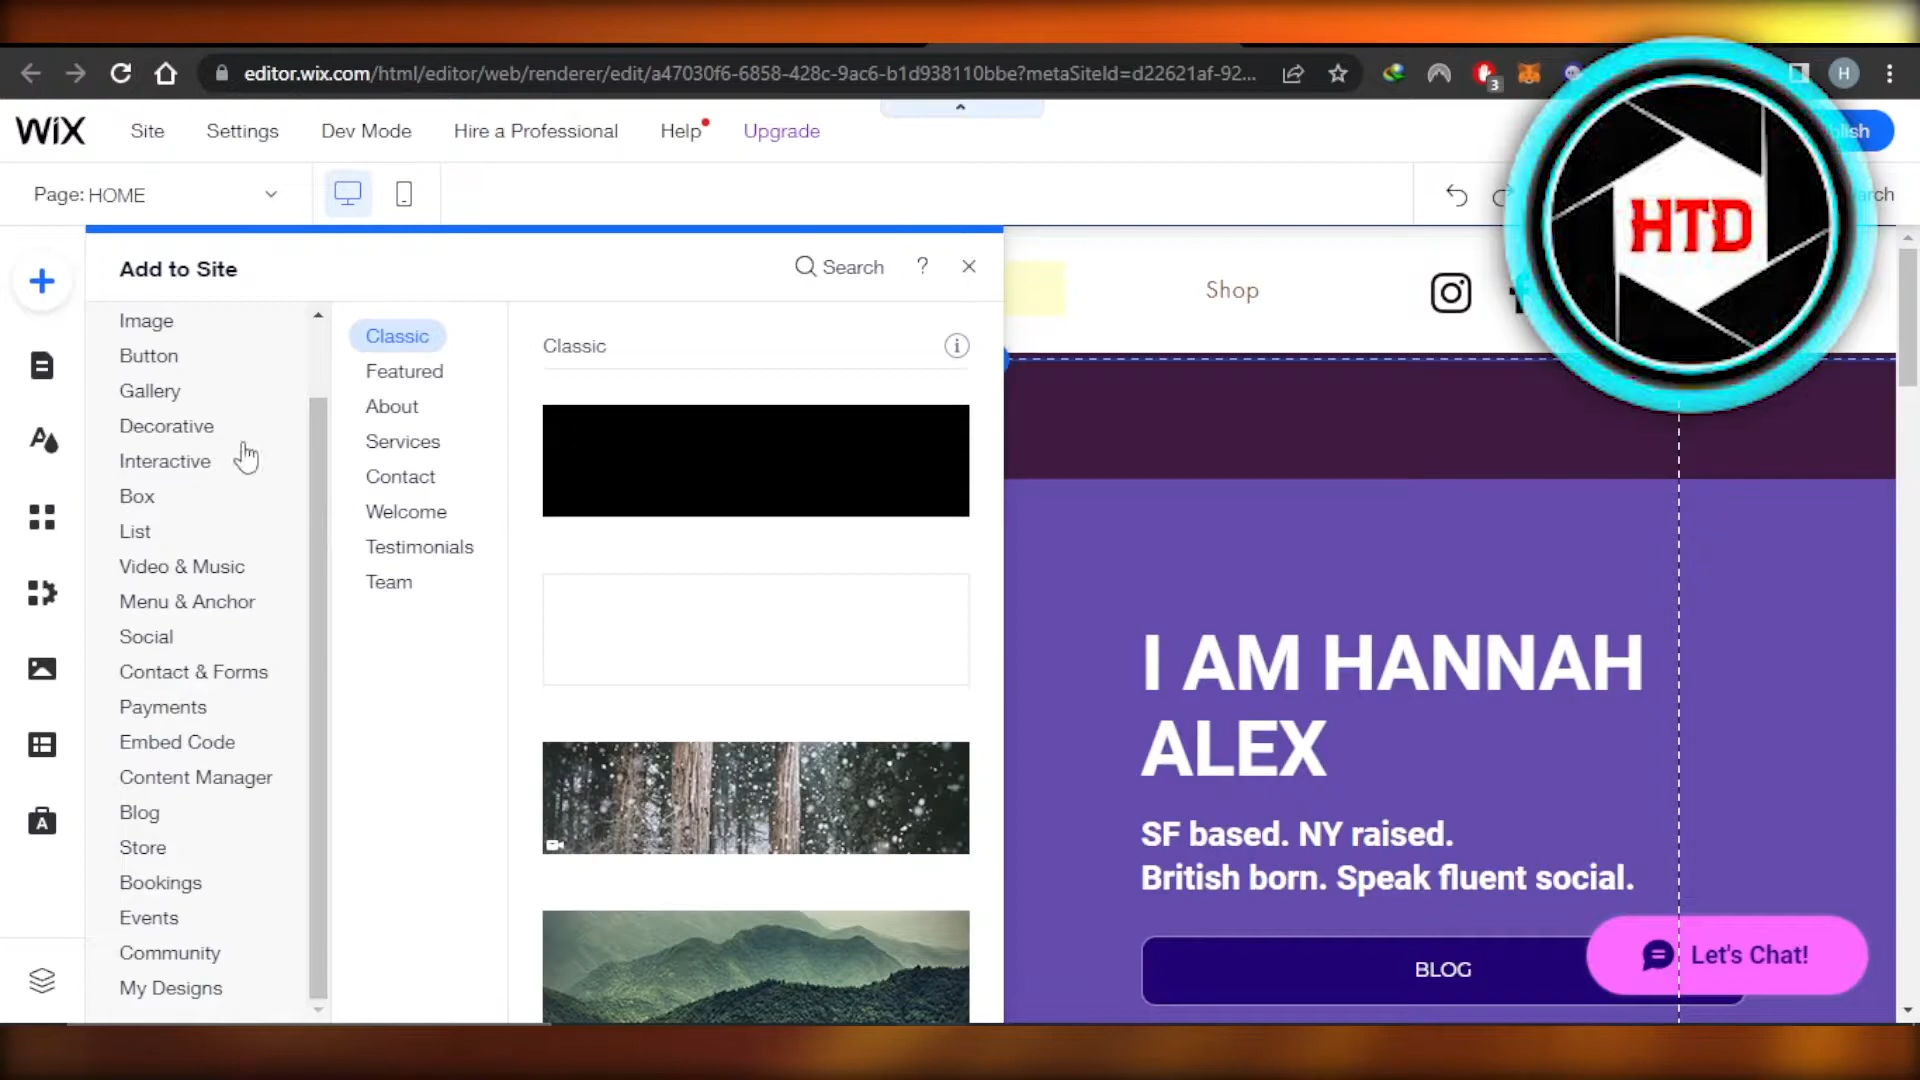 editor.wix.com/html/editor/web/renderer/edit/a47030f6-6858-428c-9ac6-b1d938110bbe?metaSiteId=d22621af-92...
3
H
WiX
Site
Settings
Dev Mode
Hire a Professional
Help
Upgrade
Page: HOME
HTD
Add to Site
Search
?
Image
Button
Gallery
Decorative
Interactive
Box
List
Video & Music
Menu & Anchor
Social
Contact & Forms
Payments
Embed Code
Content Manager
Blog
Store
Bookings
Events
Community
My Designs
Classic
Featured
About
Services
Contact
Welcome
Testimonials
Team
Classic
Shop
I AM HANNAH
ALEX
SF based. NY raised.
British born. Speak fluent social.
BLOG
Let's Chat!